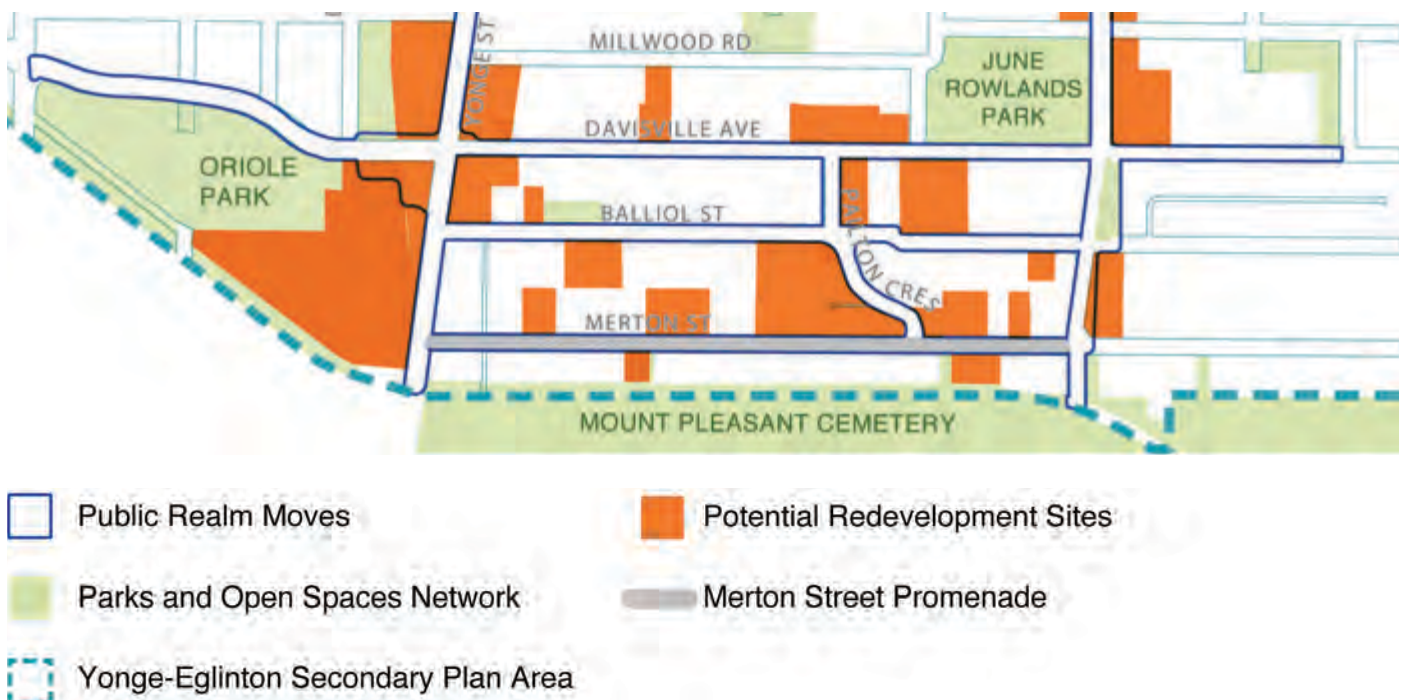 MILLWOOD RD
YONGE ST
JUNE
ROWLANDS
PARK
DAVISVILLE AVE
ORIOLE
PARK
BALLIOL ST
PAILTON CRES
MERTON ST
MOUNT PLEASANT CEMETERY
Public Realm Moves
Potential Redevelopment Sites
Parks and Open Spaces Network
Merton Street Promenade
Yonge-Eglinton Secondary Plan Area